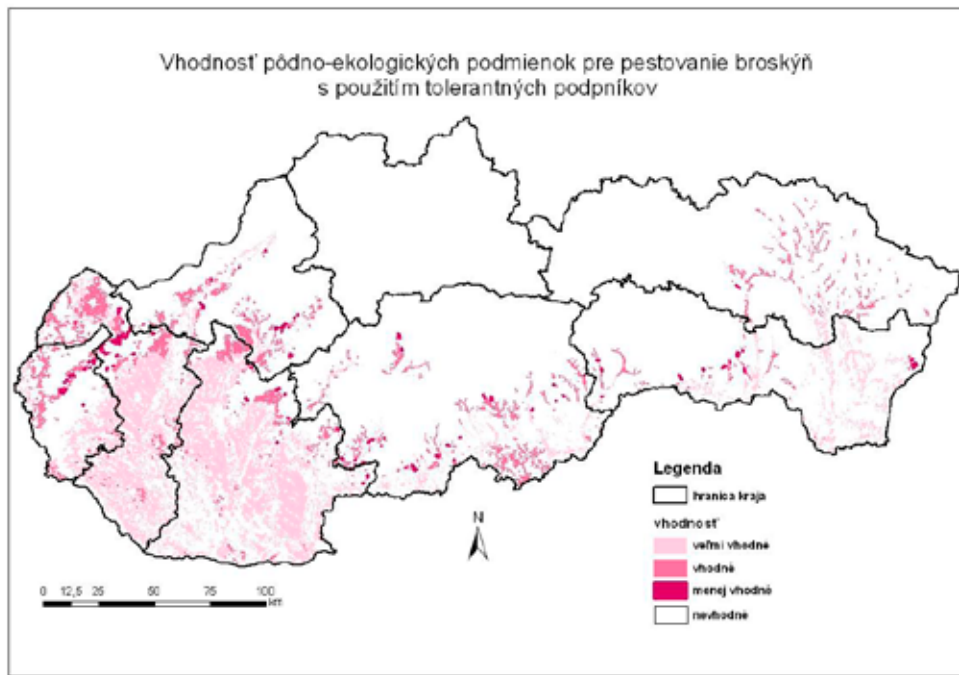 Vhodnosť pôdno-ekologických podmienok pre pestovanie broskýň
s použitím tolerantných podpníkov
Legenda
hranica kraja
vhodnosť
veľmi vhodné
vhodné
menej vhodné
nevhodné
N
0 12,5 25 50 75 100
km